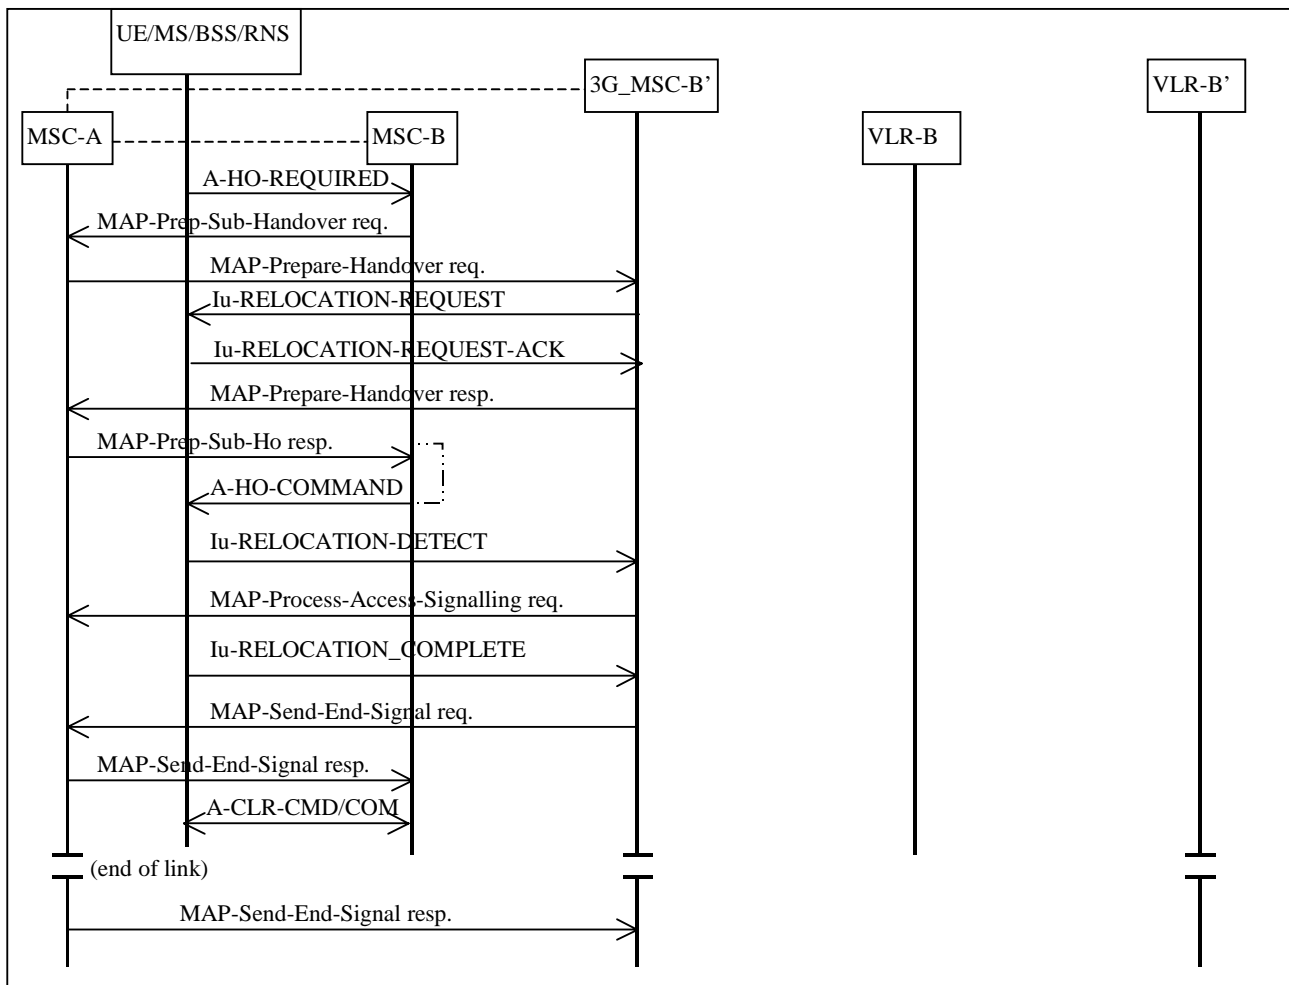 UE/MS/BSS/RNS
3G_MSC-B’
VLR-B’
MSC-A
MSC-B
VLR-B
A-HO-REQUIRED
MAP-Prep-Sub-Handover req.
MAP-Prepare-Handover req.
Iu-RELOCATION-REQUEST
Iu-RELOCATION-REQUEST-ACK
MAP-Prepare-Handover resp.
MAP-Prep-Sub-Ho resp.
A-HO-COMMAND
Iu-RELOCATION-DETECT
MAP-Process-Access-Signalling req.
Iu-RELOCATION_COMPLETE
MAP-Send-End-Signal req.
MAP-Send-End-Signal resp.
A-CLR-CMD/COM
(end of link)
MAP-Send-End-Signal resp.